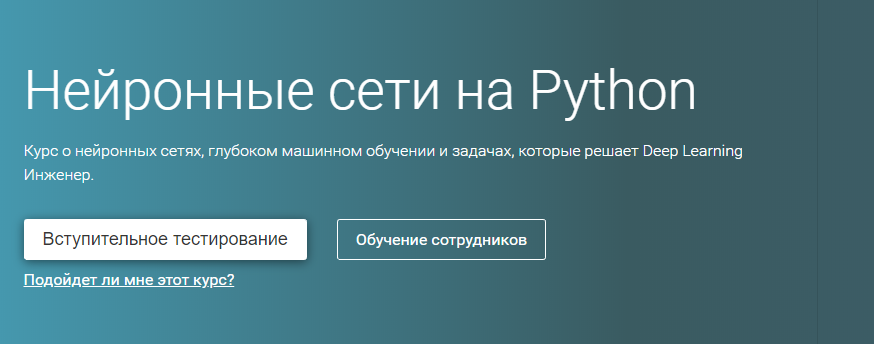 Нейронные сети на Python
Курс о нейронных сетях, глубоком машинном обучении и задачах, которые решает Deep Learning
Инженер.
Вступительное тестирование
Обучение сотрудников
Подойдет ли мне этот курс?